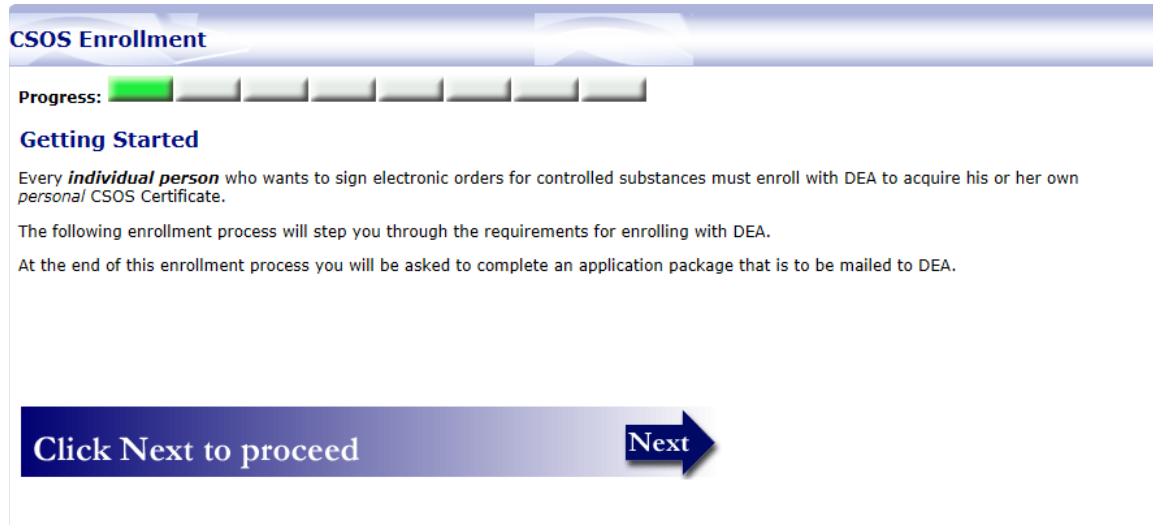 CSOS Enrollment
Progress:
Getting Started
Every individual person who wants to sign electronic orders for controlled substances must enroll with DEA to acquire his or her own
personal CSOS Certificate.
The following enrollment process will step you through the requirements for enrolling with DEA.
At the end of this enrollment process you will be asked to complete an application package that is to be mailed to DEA.
Click Next to proceed
Next